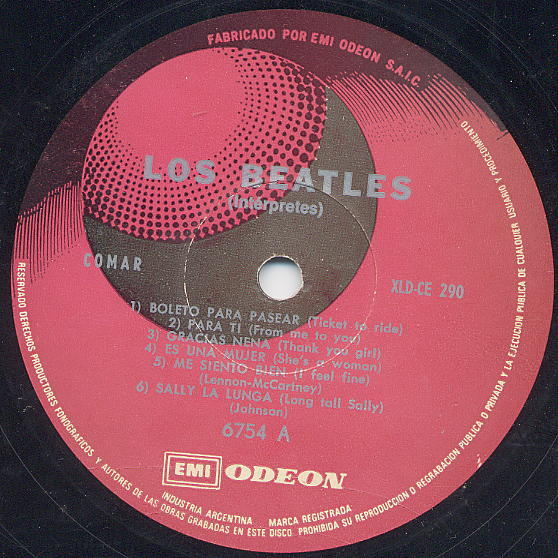 FABRICADO POR EMI ODEON S.A.I.C.
LOS BEATLES
(Intérpretes)
COMAR
XLD-CE 290
1) BOLETO PARA PASEAR (Ticket to ride)
2) PARA TI (From me to you)
3) GRACIAS NENA (Thank you girl)
4) ES UNA MUJER (She's a woman)
5) ME SIENTO BIEN (I feel fine)
(Lennon-McCartney)
6) SALLY LA LUNGA (Long tall Sally)
(Johnson)
6754 A
EMI ODEON
INDUSTRIA ARGENTINA MARCA REGISTRADA
RESERVADO DERECHOS PRODUCTORES FONOGRAFICOS Y AUTORES DE LAS OBRAS GRABADAS EN ESTE DISCO. PROHIBIDA SU REPRODUCCION O REGRABACION PUBLICA O PRIVADA Y LA EJECUCION PUBLICA DE CUALQUIER USUARIO Y PROCEDIMIENTO